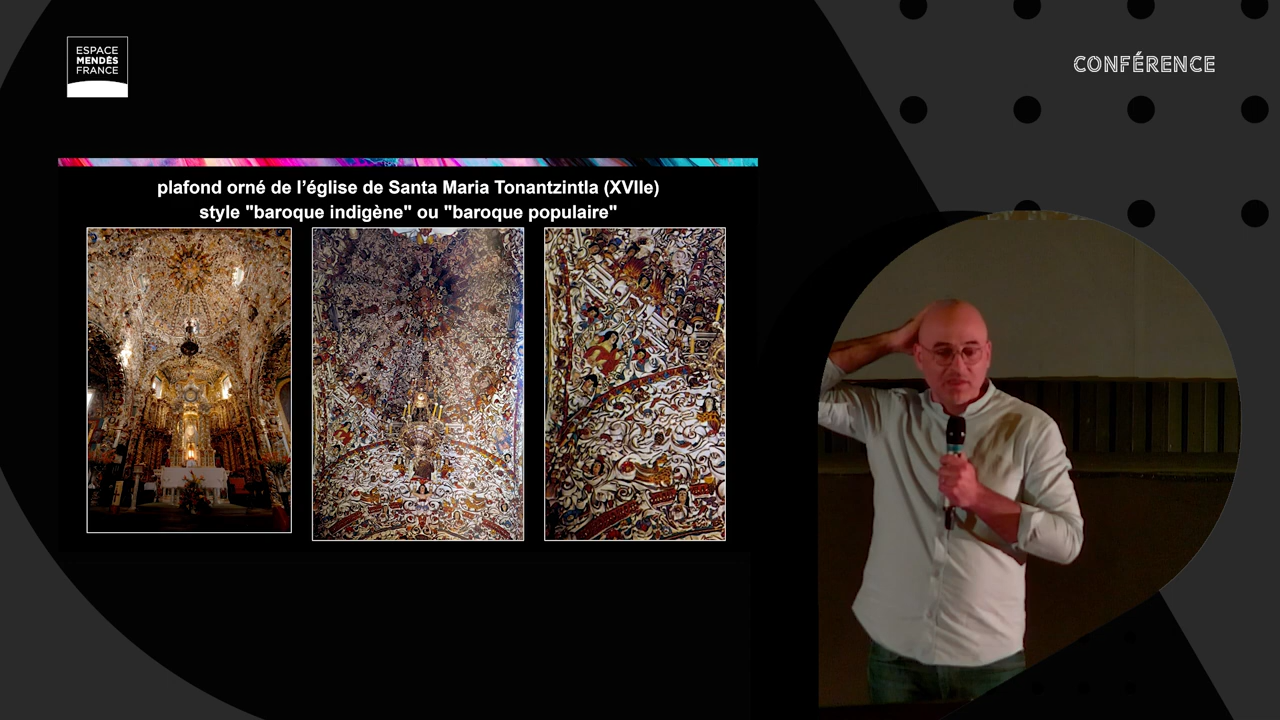 ESPACE
MENDÈS
FRANCE
CONFÉRENCE
plafond orné de l'église de Santa Maria Tonantzintla (XVIIe)
style "baroque indigène" ou "baroque populaire"